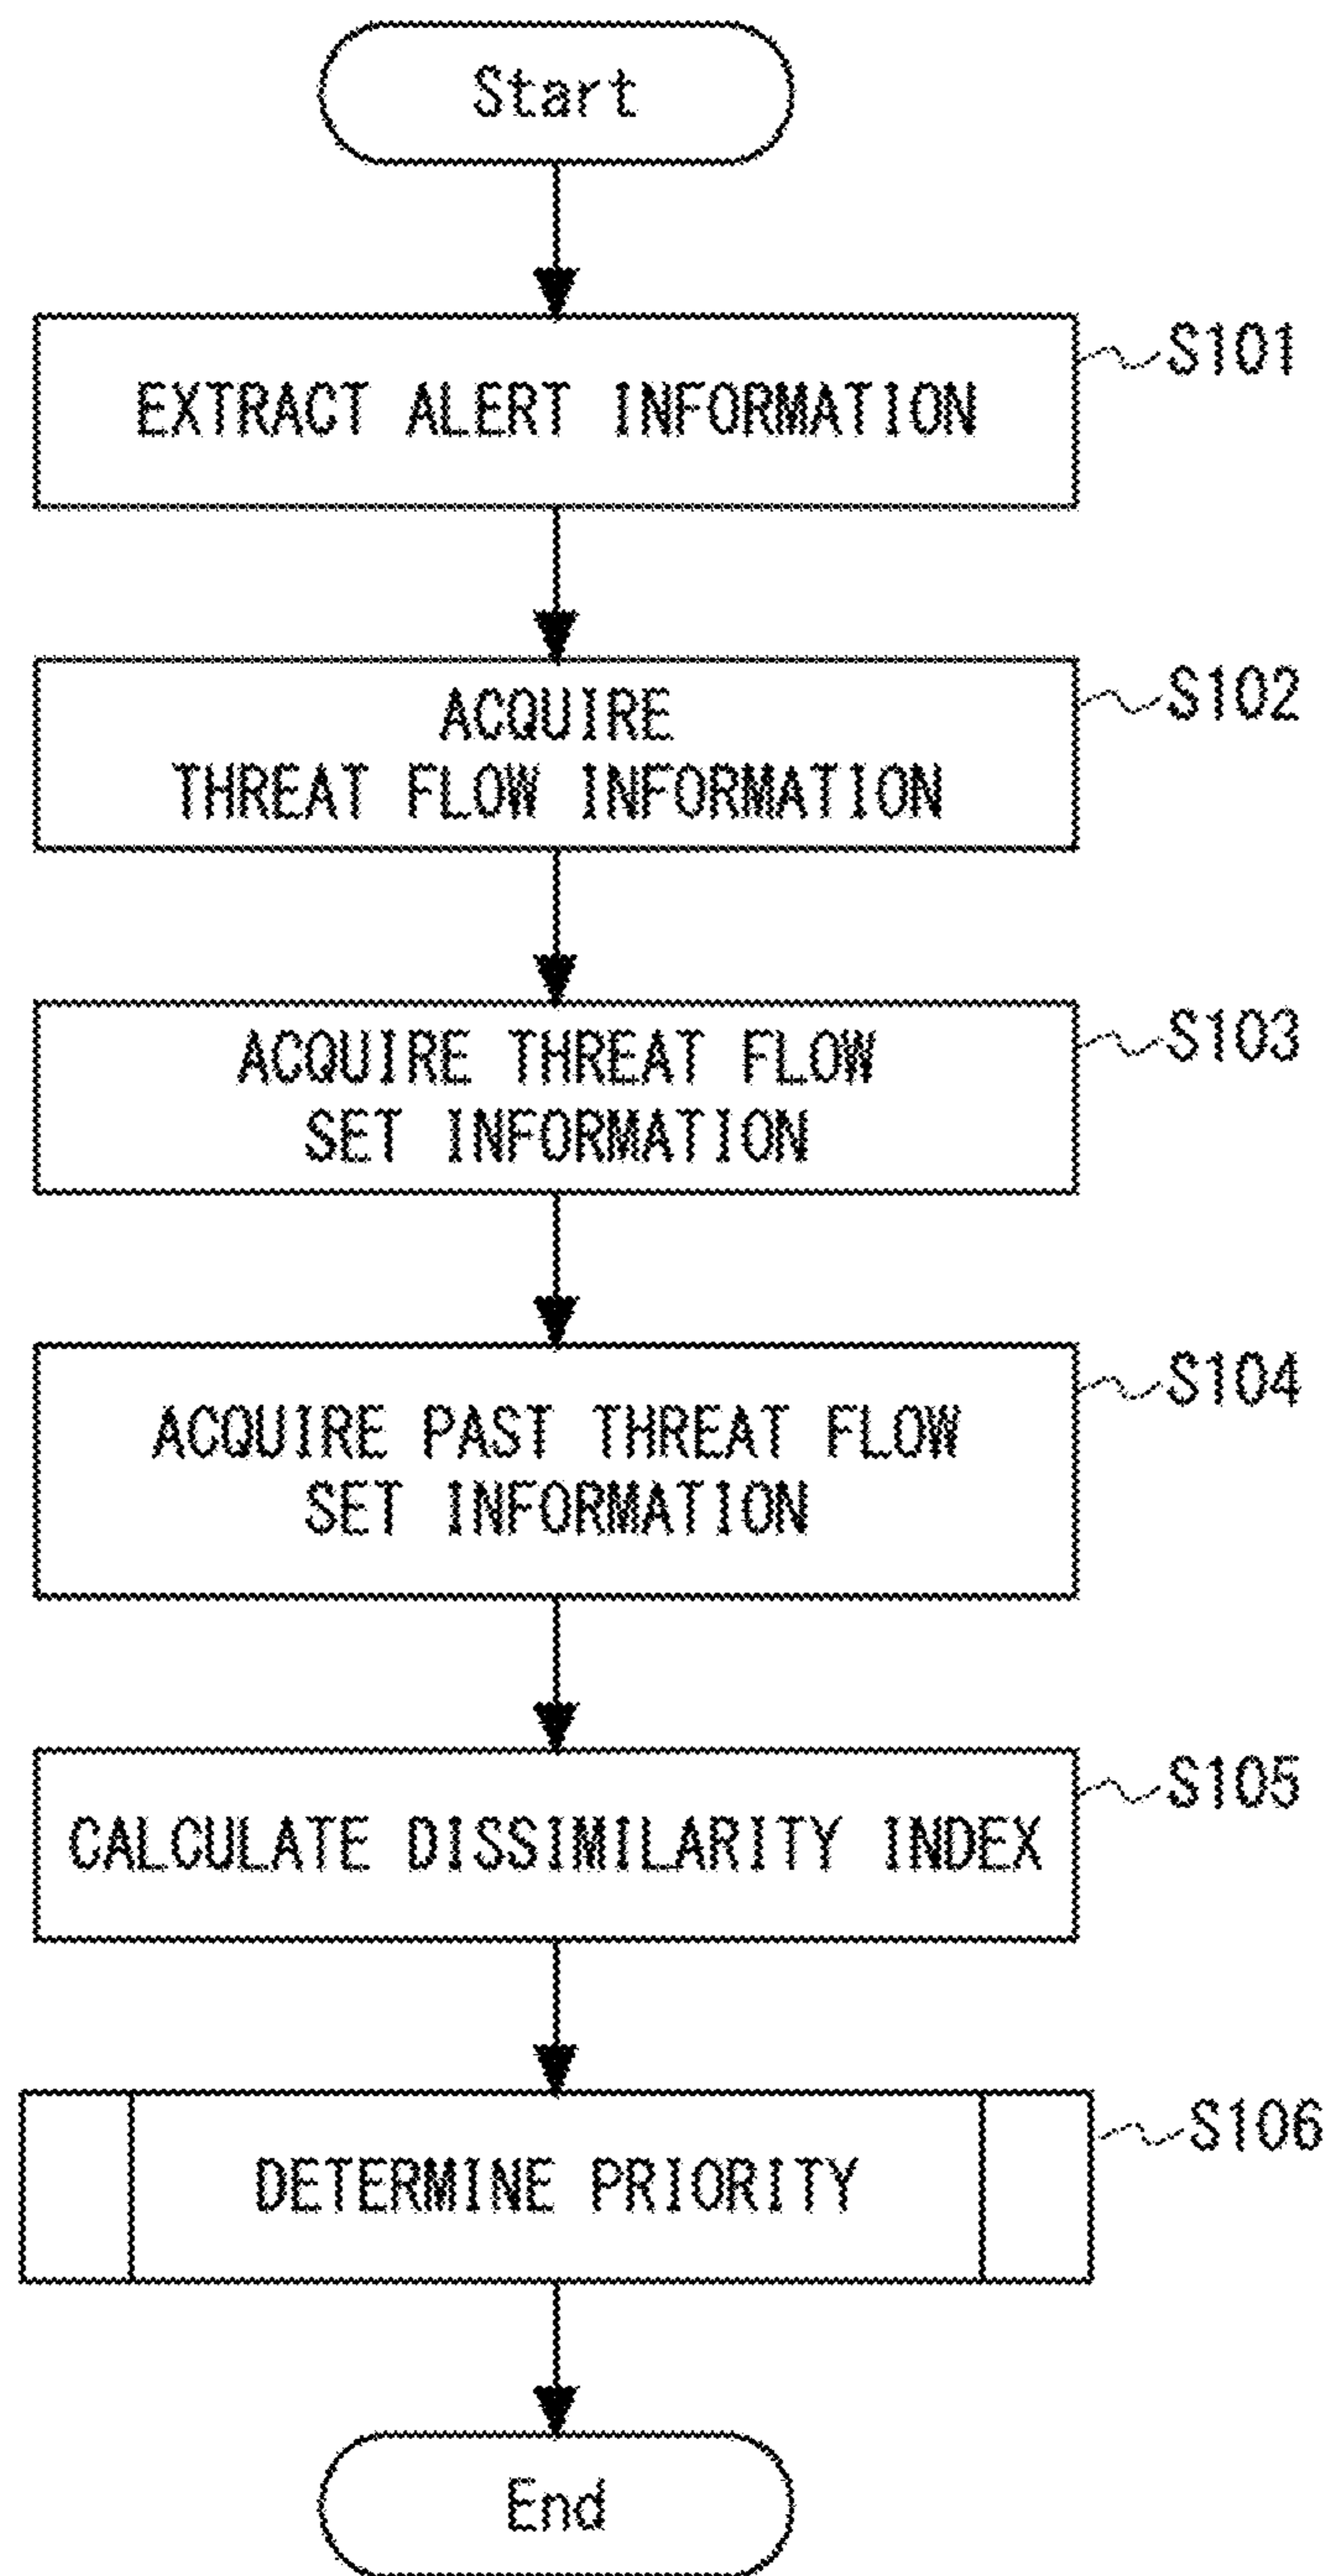 Start
EXTRACT ALERT INFORMATION
S101
ACQUIRE
THREAT FLOW INFORMATION
S102
ACQUIRE THREAT FLOW
SET INFORMATION
S103
ACQUIRE PAST THREAT FLOW
SET INFORMATION
S104
CALCULATE DISSIMILARITY INDEX
S105
DETERMINE PRIORITY
S106
End